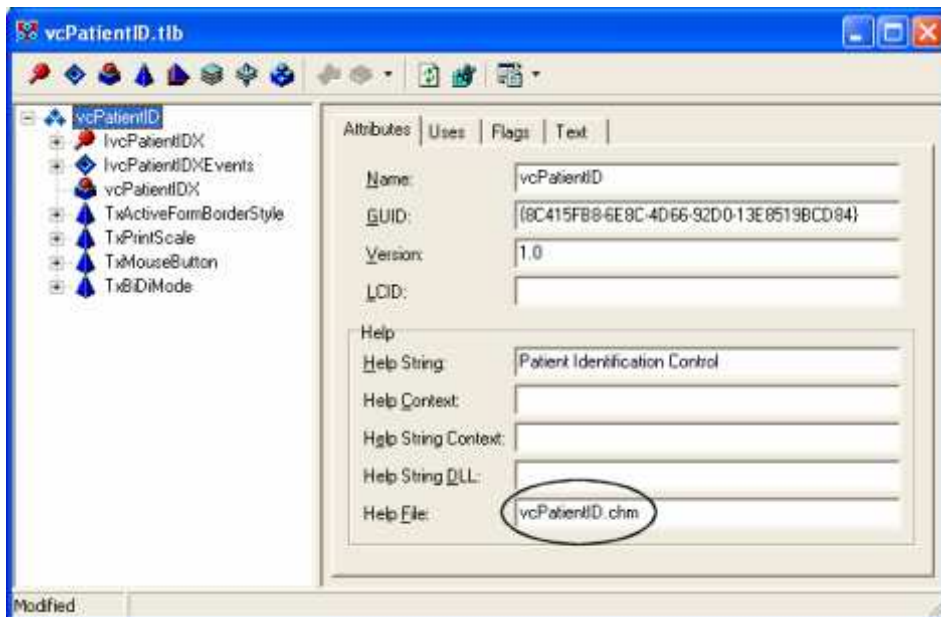 vcPatientID.tlb
vcPatientID
IvcPatientIDX
IvcPatientIDXEvents
vcPatientIDX
TxActiveFormBorderStyle
TxPrintScale
TxMouseButton
TxBiDiMode
Attributes
Uses
Flags
Text
Name:
vcPatientID
GUID:
{8C415FB8-6E8C-4D66-92D0-13E8519BCD84}
Version:
1.0
LCID:
Help
Help String:
Patient Identification Control
Help Context:
Help String Context:
Help String DLL:
Help File:
vcPatientID.chm
Modified